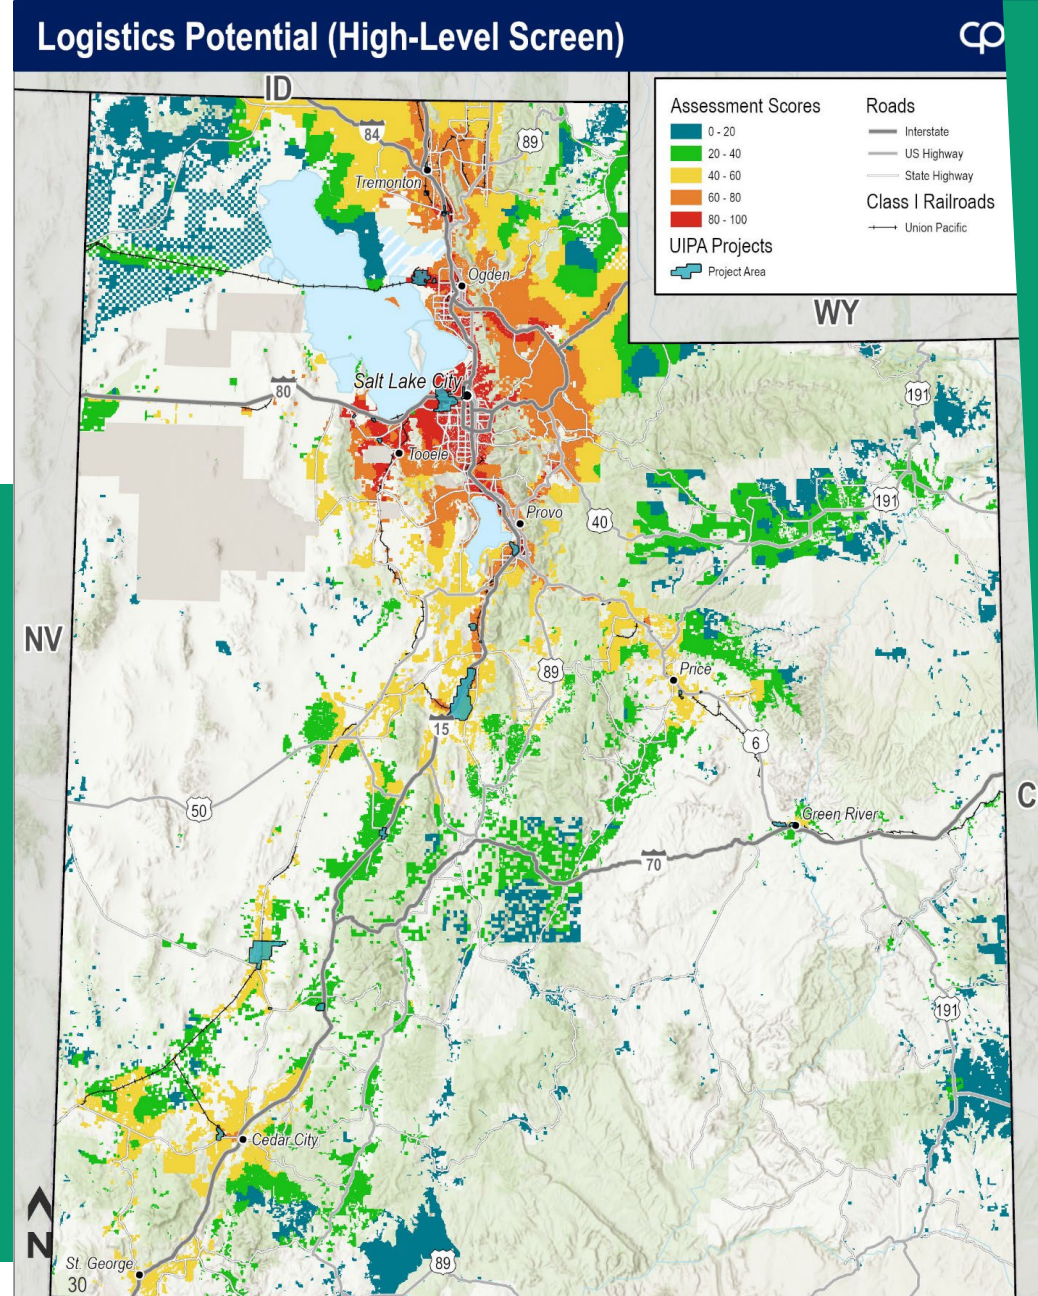 Logistics Potential (High-Level Screen)
cp
ID
Assessment Scores
0 - 20
20 - 40
40 - 60
60 - 80
80 - 100
UIPA Projects
Project Area
Roads
Interstate
US Highway
State Highway
Class I Railroads
Union Pacific
84
89
Tremonton
Ogden
WY
Salt Lake City
80
191
Tooele
191
Provo
40
NV
Price
89
15
6
C
50
Green River
70
191
Cedar City
N
St. George
89
30